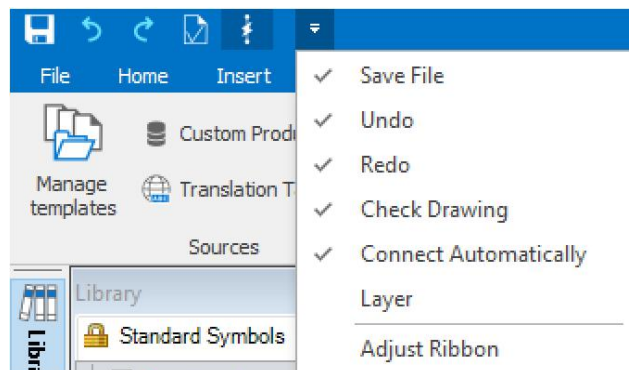 File Home Insert
Save File
Undo
Redo
Check Drawing
Connect Automatically
Layer
Adjust Ribbon
Manage
templates
Custom Produ
Translation T
Sources
Library
Standard Symbols
Libr